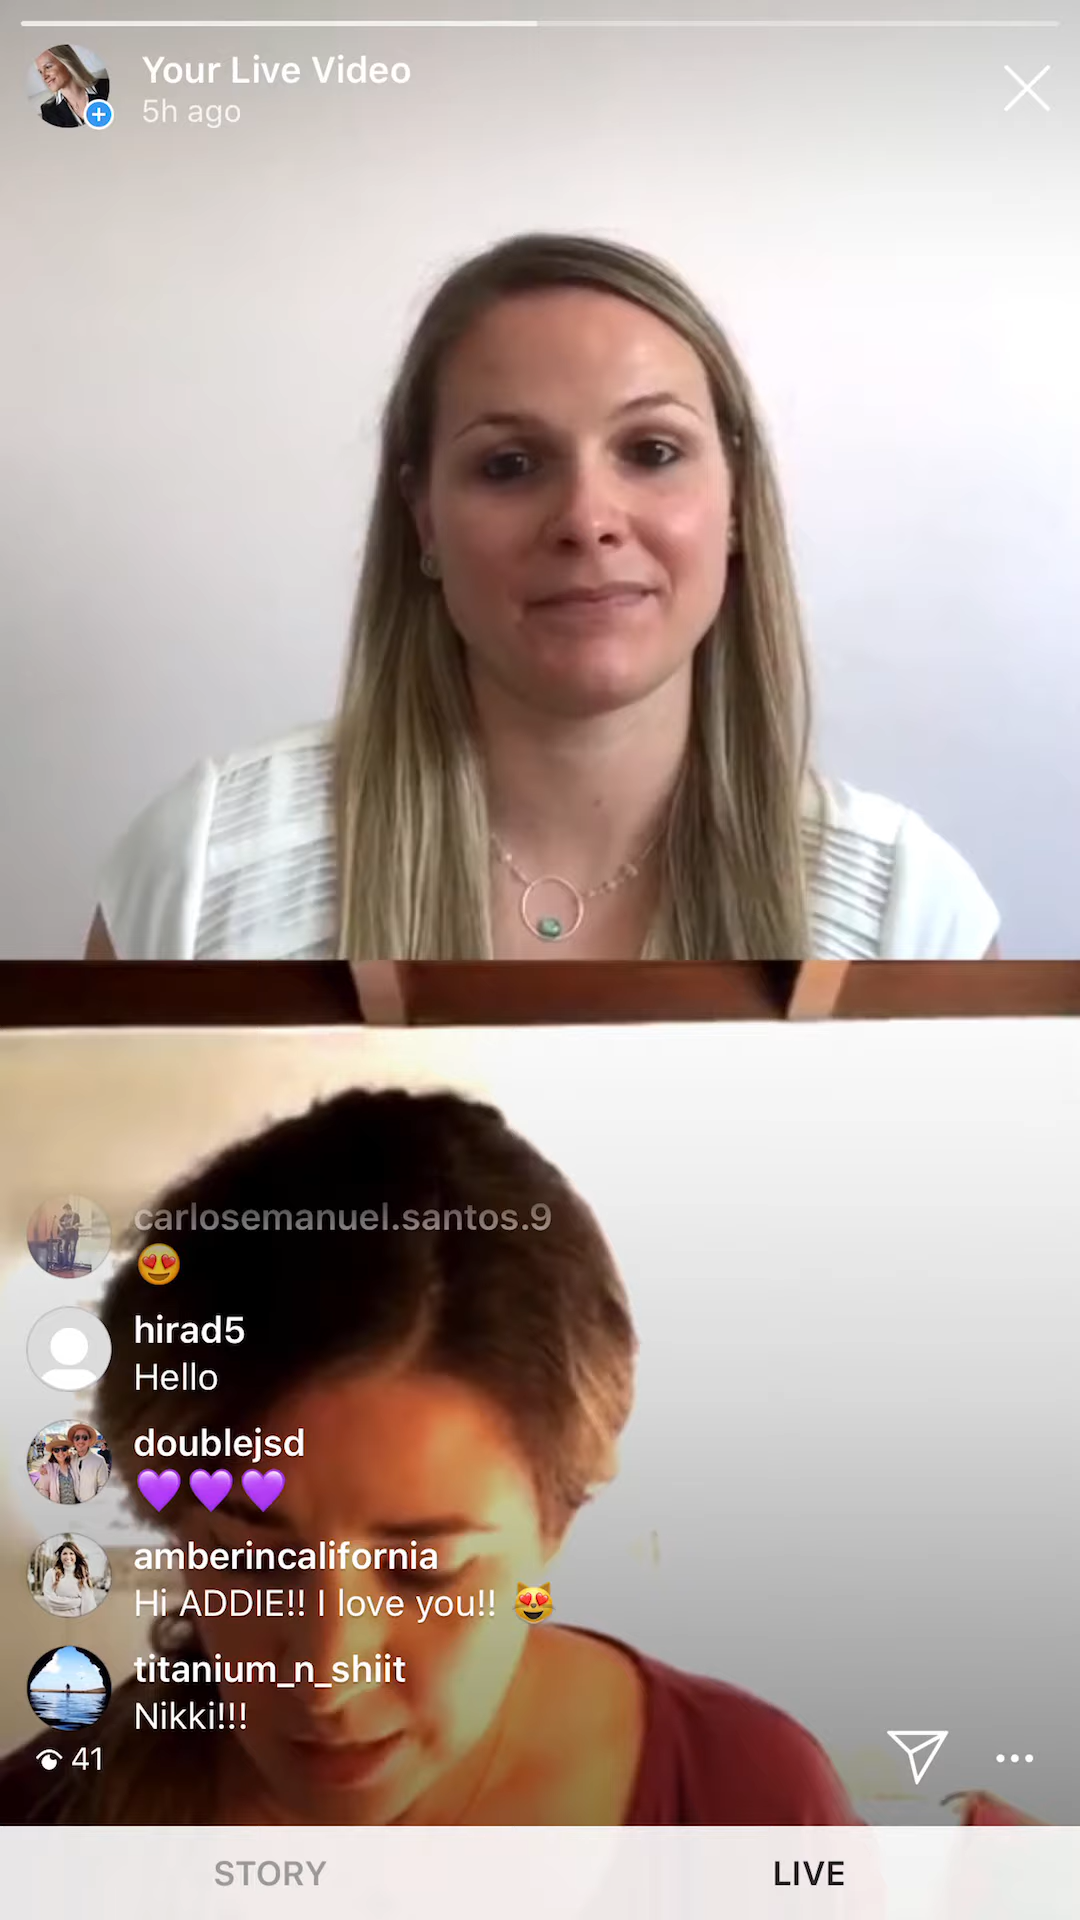 Your Live Video
5h ago
carlosemanuel.santos.9
😍
hirad5
Hello
doublejsd
💜💜💜
amberincalifornia
Hi ADDIE!! I love you!! 😻
titanium_n_shiit
Nikki!!!
41
STORY
LIVE